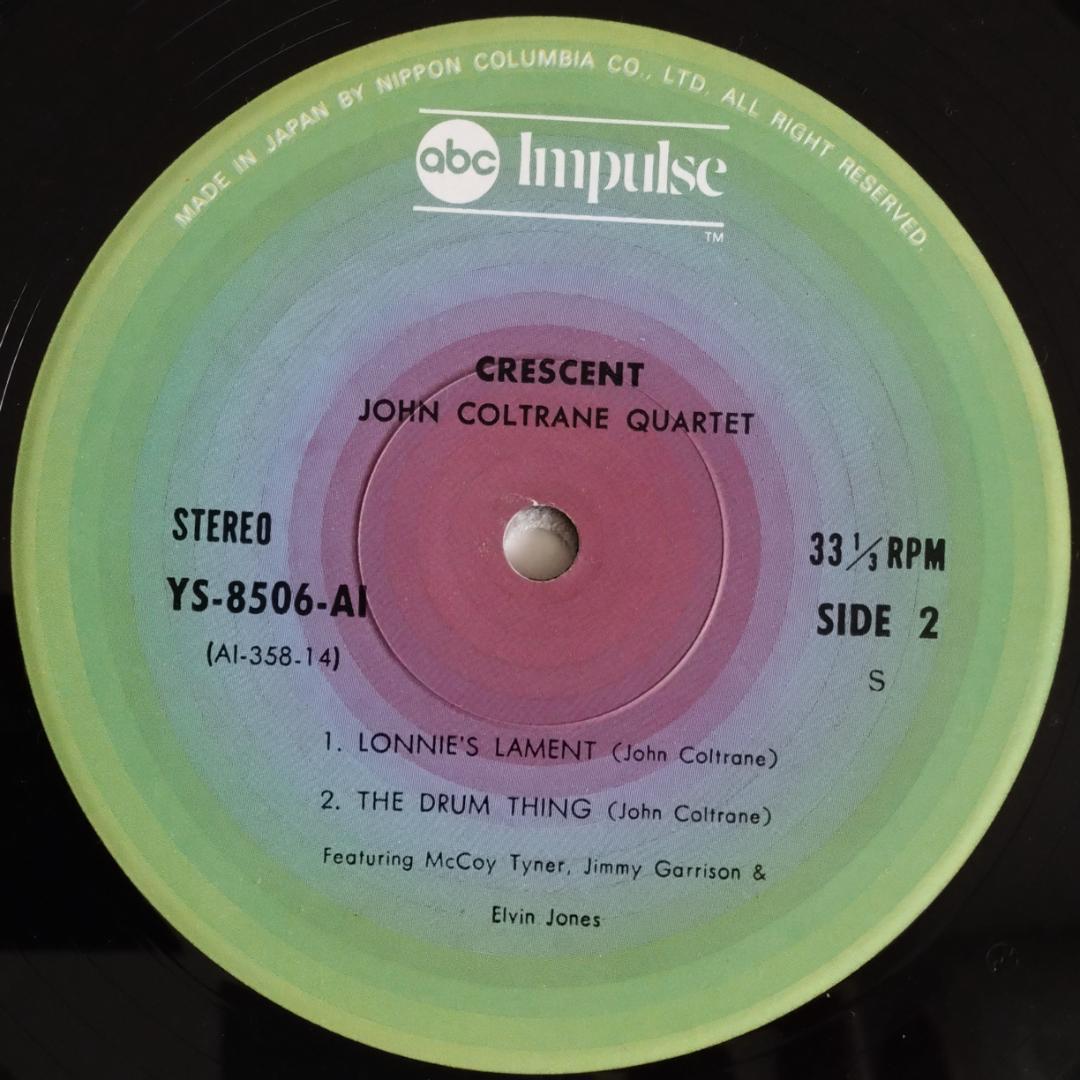 MADE IN JAPAN BY NIPPON COLUMBIA CO., LTD. ALL RIGHT RESERVED.
abc Impulse
TM
CRESCENT
JOHN COLTRANE QUARTET
STEREO
YS-8506-AI
(AI-358-14)
33 1/3 RPM
SIDE 2
S
1. LONNIE'S LAMENT (John Coltrane)
2. THE DRUM THING (John Coltrane)
Featuring McCoy Tyner, Jimmy Garrison &
Elvin Jones